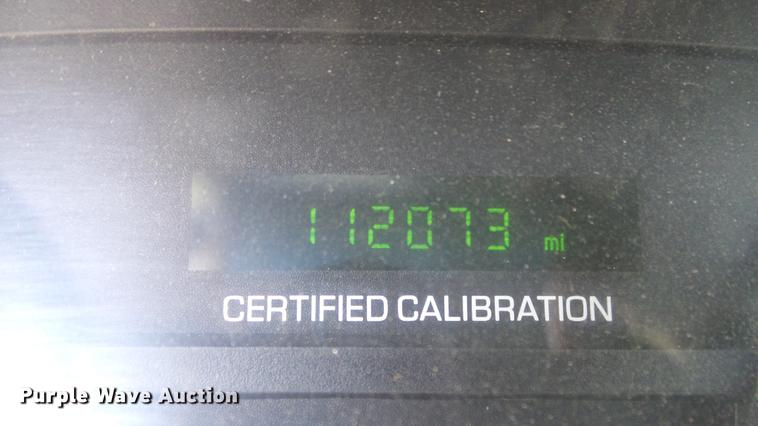 112073 mi
CERTIFIED CALIBRATION
Purple Wave Auction